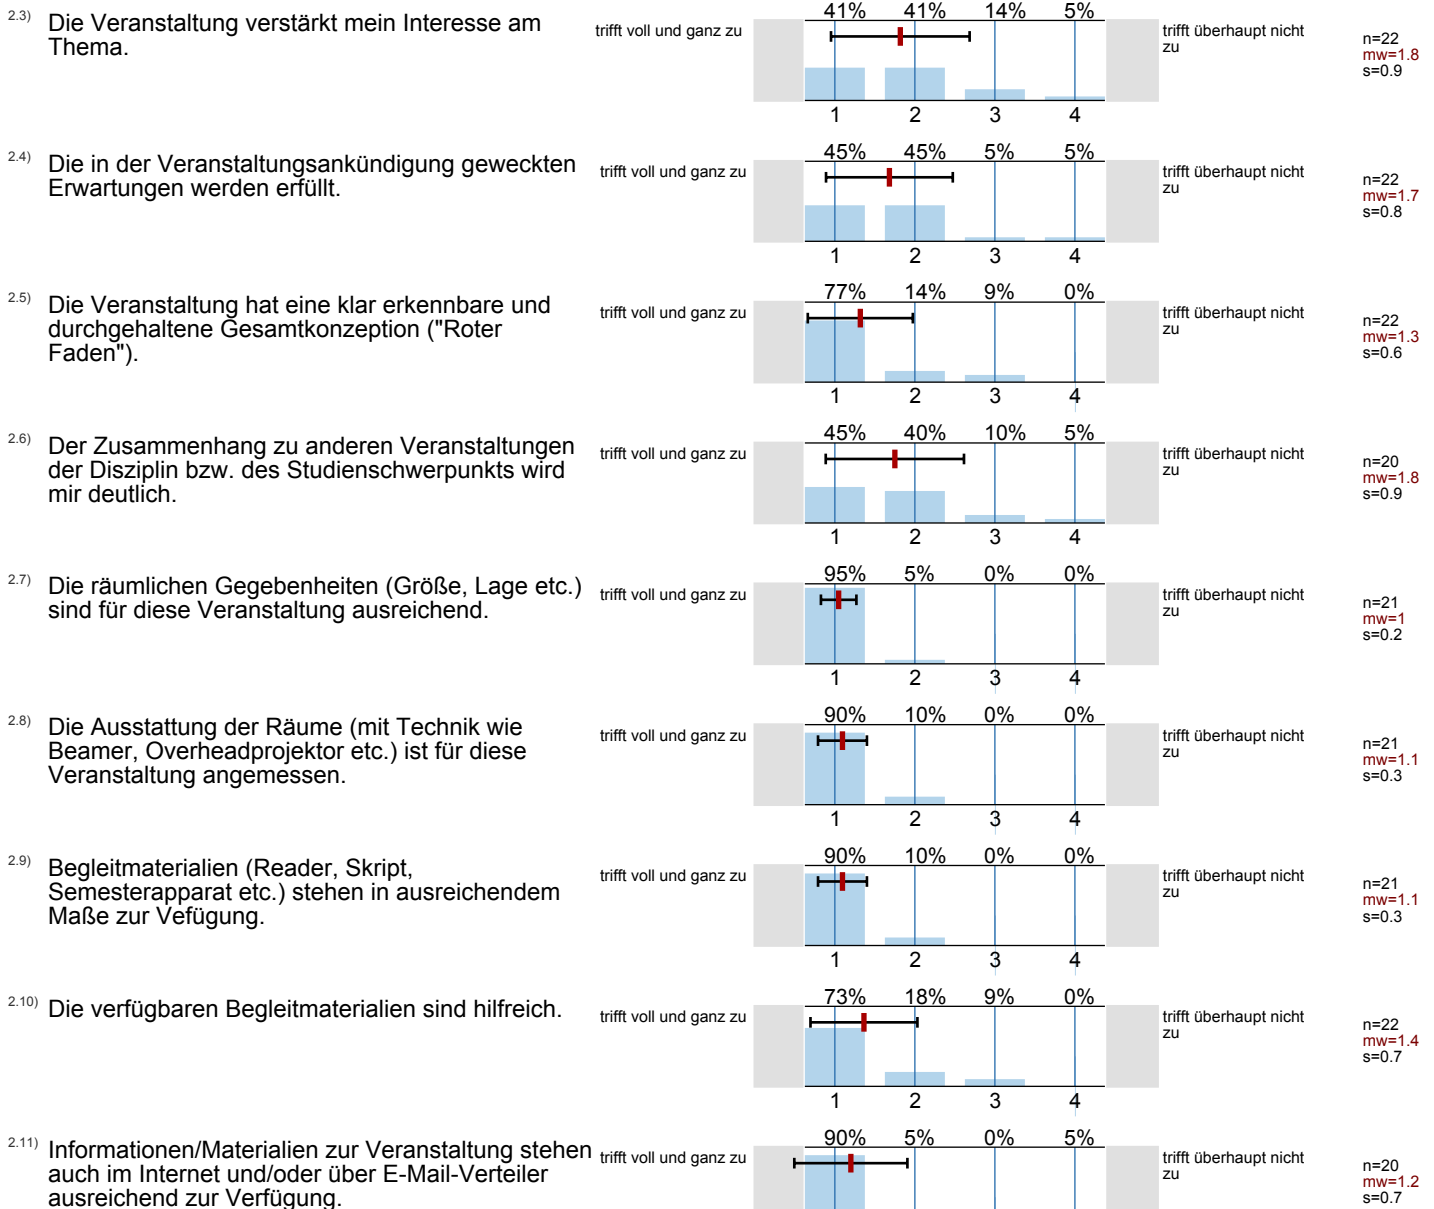 2.3) Die Veranstaltung verstärkt mein Interesse am
Thema.
trifft voll und ganz zu
41% 41% 14% 5%
trifft überhaupt nicht
zu
n=22
mw=1.8
s=0.9
1 2 3 4
2.4) Die in der Veranstaltungsankündigung geweckten
Erwartungen werden erfüllt.
trifft voll und ganz zu
45% 45% 5% 5%
trifft überhaupt nicht
zu
n=22
mw=1.7
s=0.8
1 2 3 4
2.5) Die Veranstaltung hat eine klar erkennbare und
durchgehaltene Gesamtkonzeption ("Roter
Faden").
trifft voll und ganz zu
77% 14% 9% 0%
trifft überhaupt nicht
zu
n=22
mw=1.3
s=0.6
1 2 3 4
2.6) Der Zusammenhang zu anderen Veranstaltungen
der Disziplin bzw. des Studienschwerpunkts wird
mir deutlich.
trifft voll und ganz zu
45% 40% 10% 5%
trifft überhaupt nicht
zu
n=20
mw=1.8
s=0.9
1 2 3 4
2.7) Die räumlichen Gegebenheiten (Größe, Lage etc.)
sind für diese Veranstaltung ausreichend.
trifft voll und ganz zu
95% 5% 0% 0%
trifft überhaupt nicht
zu
n=21
mw=1
s=0.2
1 2 3 4
2.8) Die Ausstattung der Räume (mit Technik wie
Beamer, Overheadprojektor etc.) ist für diese
Veranstaltung angemessen.
trifft voll und ganz zu
90% 10% 0% 0%
trifft überhaupt nicht
zu
n=21
mw=1.1
s=0.3
1 2 3 4
2.9) Begleitmaterialien (Reader, Skript,
Semesterapparat etc.) stehen in ausreichendem
Maße zur Vefügung.
trifft voll und ganz zu
90% 10% 0% 0%
trifft überhaupt nicht
zu
n=21
mw=1.1
s=0.3
1 2 3 4
2.10) Die verfügbaren Begleitmaterialien sind hilfreich.
trifft voll und ganz zu
73% 18% 9% 0%
trifft überhaupt nicht
zu
n=22
mw=1.4
s=0.7
1 2 3 4
2.11) Informationen/Materialien zur Veranstaltung stehen
auch im Internet und/oder über E-Mail-Verteiler
ausreichend zur Verfügung.
trifft voll und ganz zu
90% 5% 0% 5%
trifft überhaupt nicht
zu
n=20
mw=1.2
s=0.7